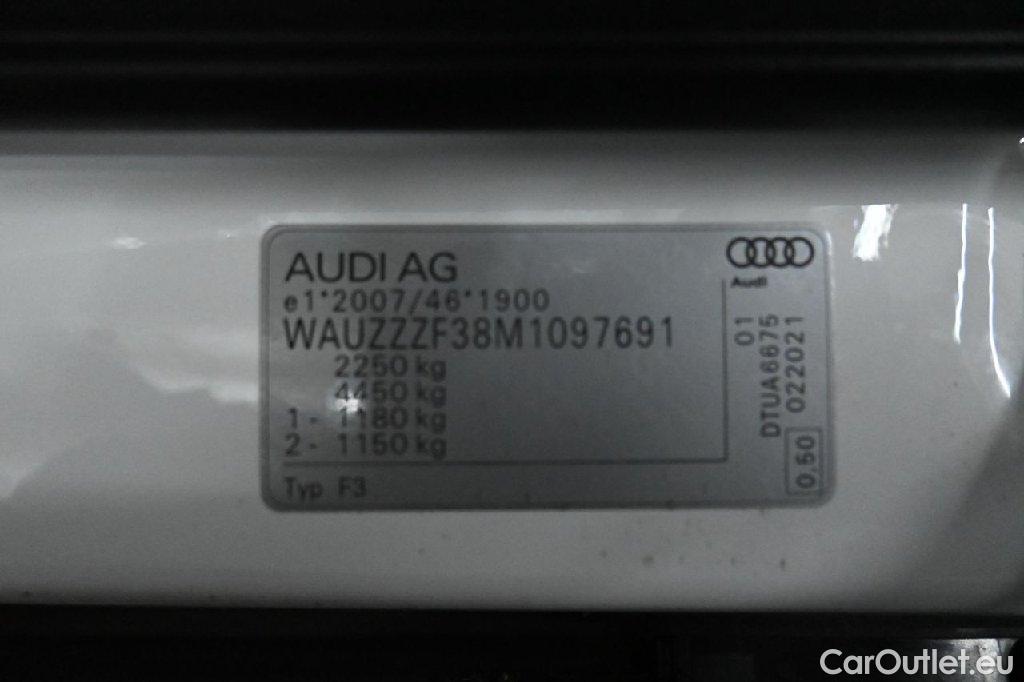 AUDI AG
e1*2007/46*1900
WAUZZZF38M1097691
2250 kg
4450 kg
1 - 1180 kg
2 - 1150 kg
Typ F3
Audi
01
DTUA6675
022021
0.50
CarOutlet.eu